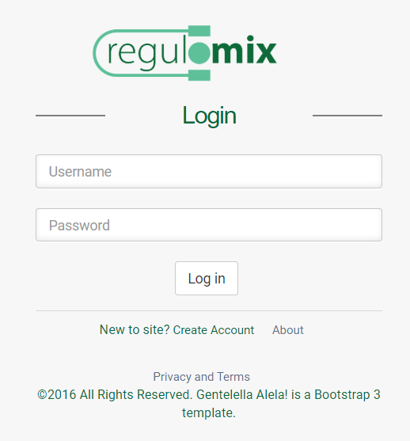 regulomix
Login
Username
Password
Log in
New to site? Create Account About
Privacy and Terms
©2016 All Rights Reserved. Gentelella Alela! is a Bootstrap 3
template.